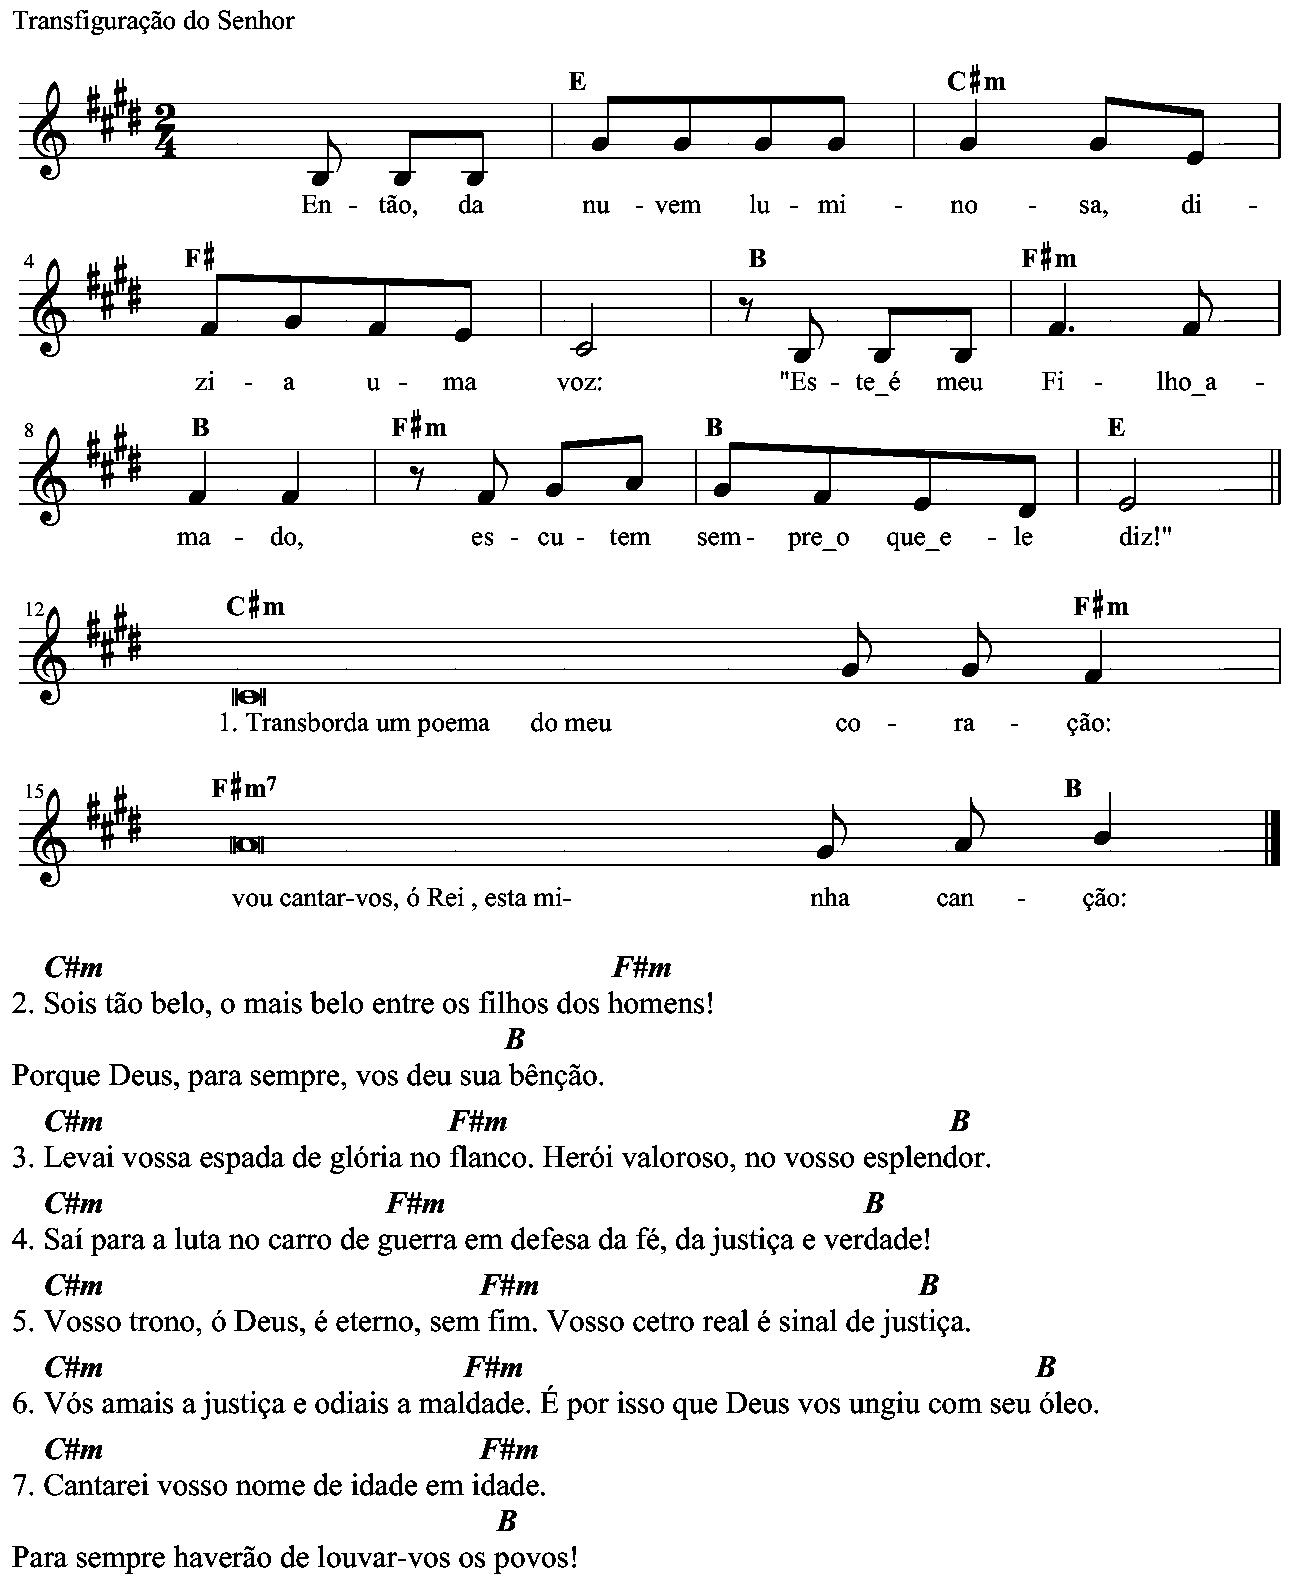 Transfiguração do Senhor
E C#m
En - tão, da nu - vem lu - mi - no - sa, di -
4 F# B F#m
zi - a u - ma voz: "Es - te_é meu Fi - lho_a -
8 B F#m B E
ma - do, es - cu - tem sem - pre_o que_e - le diz!"
12 C#m F#m
1. Transborda um poema do meu co - ra - ção:
15 F#m7 B
vou cantar-vos, ó Rei , esta mi- nha can - ção:
C#m F#m
2. Sois tão belo, o mais belo entre os filhos dos homens!
B
Porque Deus, para sempre, vos deu sua bênção.
C#m F#m B
3. Levai vossa espada de glória no flanco. Herói valoroso, no vosso esplendor.
C#m F#m B
4. Saí para a luta no carro de guerra em defesa da fé, da justiça e verdade!
C#m F#m B
5. Vosso trono, ó Deus, é eterno, sem fim. Vosso cetro real é sinal de justiça.
C#m F#m B
6. Vós amais a justiça e odiais a maldade. É por isso que Deus vos ungiu com seu óleo.
C#m F#m
7. Cantarei vosso nome de idade em idade.
B
Para sempre haverão de louvar-vos os povos!